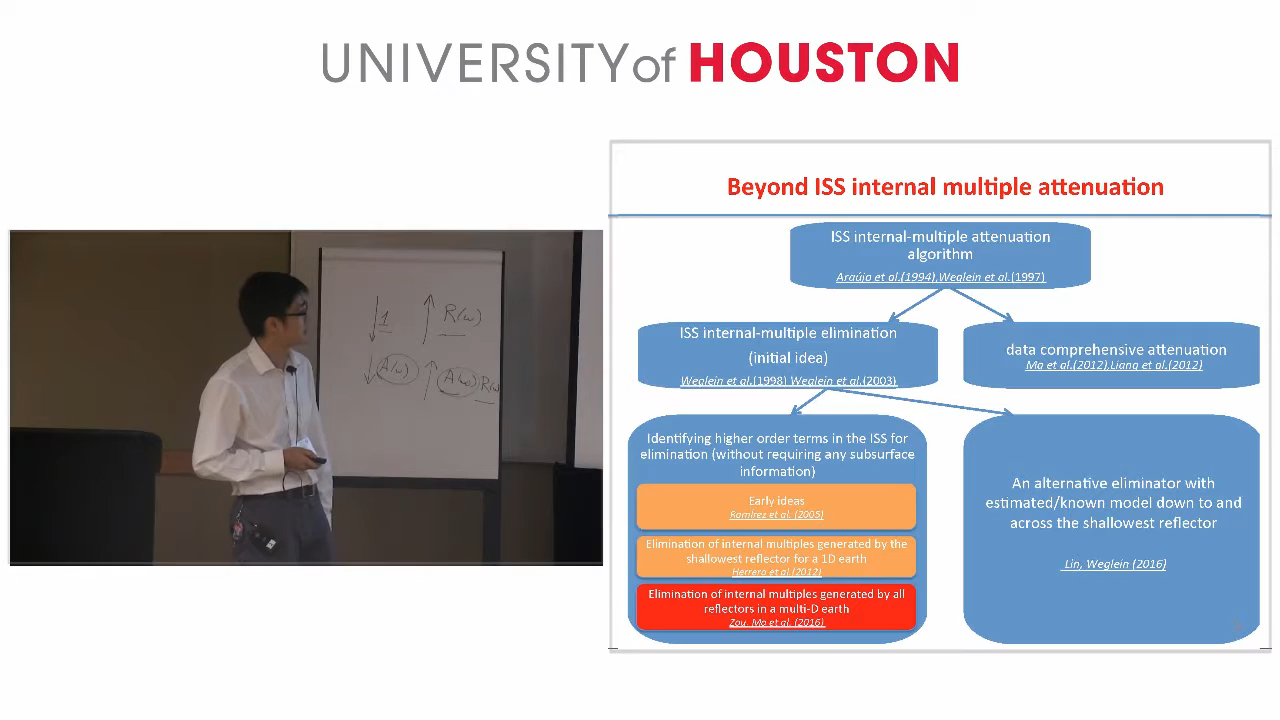 UNIVERSITY of HOUSTON
Beyond ISS internal multiple attenuation
ISS internal-multiple attenuation
algorithm
Araújo et al.(1994),Weglein et al.(1997)
ISS internal-multiple elimination
(initial idea)
Weglein et al.(1998) Weglein et al.(2003)
data comprehensive attenuation
Ma et al.(2012),Liang et al.(2012)
Identifying higher order terms in the ISS for
elimination (without requiring any subsurface
information)
Early ideas
Ramírez et al. (2005)
Elimination of internal multiples generated by the
shallowest reflector for a 1D earth
Herrera et al.(2012)
Elimination of internal multiples generated by all
reflectors in a multi-D earth
Zou, Mo et al. (2016)
An alternative eliminator with
estimated/known model down to and
across the shallowest reflector
Lin, Weglein (2016)
1 R(ω)
A(ω) A(ω) R(ω)